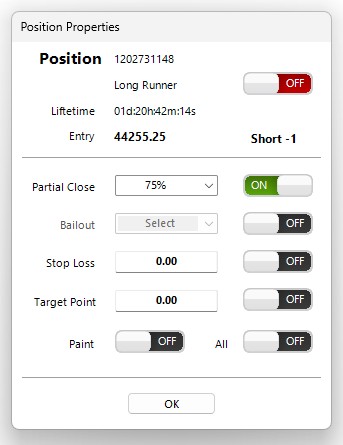 Position Properties
Position 1202731148
Long Runner OFF
Liftetime 01d:20h:42m:14s
Entry 44255.25 Short -1
Partial Close 75% ON
Bailout Select OFF
Stop Loss 0.00 OFF
Target Point 0.00 OFF
Paint OFF All OFF
OK